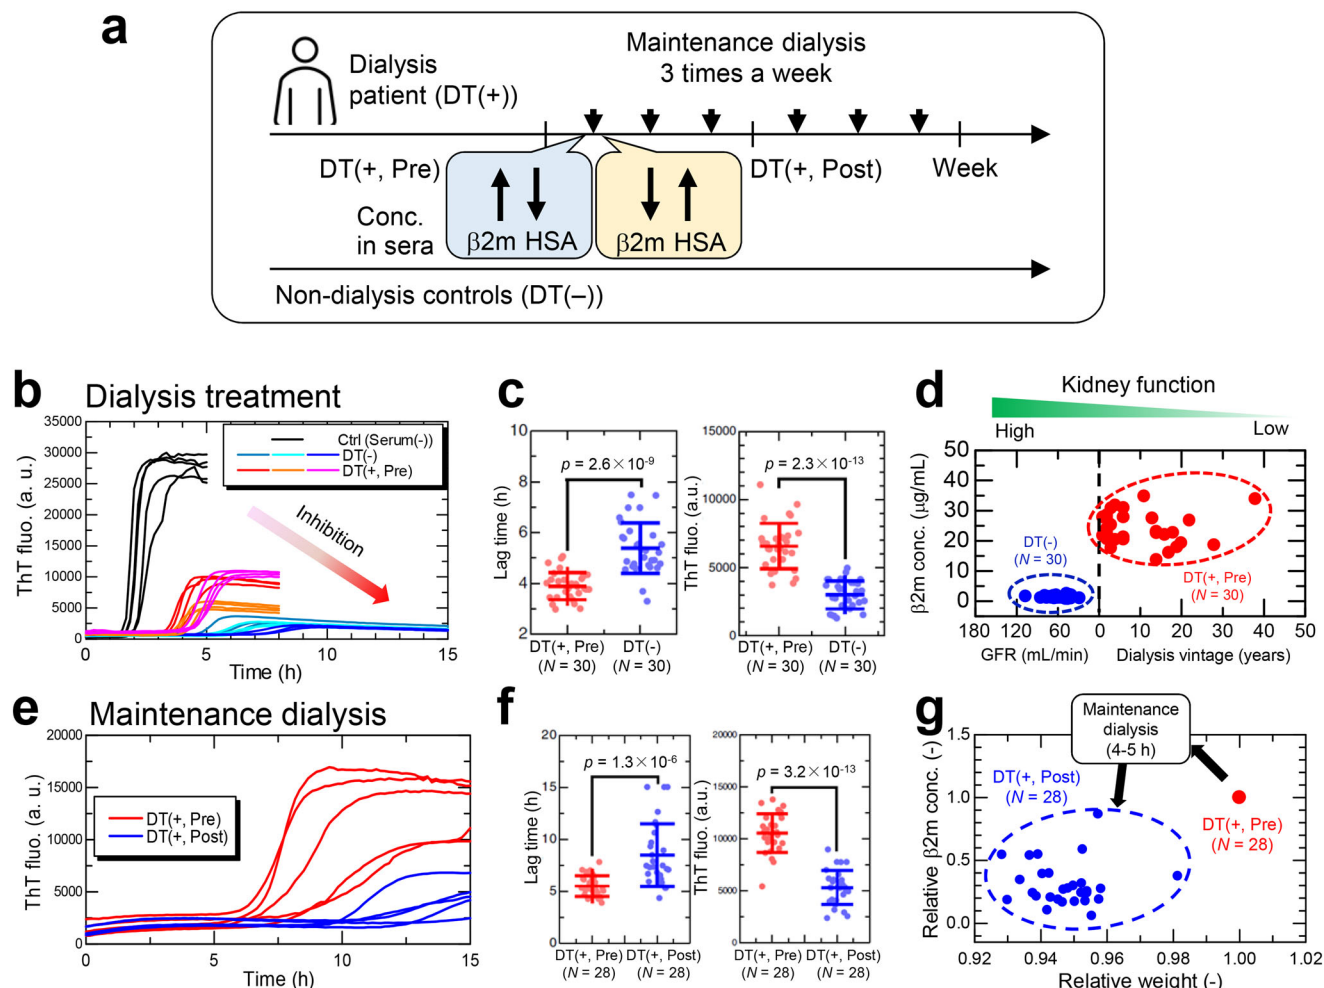 a
Dialysis
patient (DT(+))
Maintenance dialysis
3 times a week
DT(+, Pre)
DT(+, Post)
Week
Conc.
in sera
β2m HSA
β2m HSA
Non-dialysis controls (DT(–))
b
Dialysis treatment
ThT fluo. (a. u.)
35000
30000
25000
20000
15000
10000
5000
0
Ctrl (Serum(-))
DT(-)
DT(+, Pre)
Inhibition
0
5
10
15
Time (h)
c
Lag time (h)
10
8
6
4
2
p = 2.6×10-9
DT(+, Pre)
(N = 30)
DT(-)
(N = 30)
ThT fluo. (a.u.)
15000
10000
5000
0
p = 2.3×10-13
DT(+, Pre)
(N = 30)
DT(-)
(N = 30)
d
Kidney function
High
Low
β2m conc. (μg/mL)
50
40
30
20
10
0
DT(-)
(N = 30)
DT(+, Pre)
(N = 30)
180 120 60 0 10 20 30 40 50
GFR (mL/min)
Dialysis vintage (years)
e
Maintenance dialysis
ThT fluo. (a. u.)
20000
15000
10000
5000
0
DT(+, Pre)
DT(+, Post)
0
5
10
15
Time (h)
f
Lag time (h)
20
15
10
5
0
p = 1.3×10-6
DT(+, Pre)
(N = 28)
DT(+, Post)
(N = 28)
ThT fluo. (a.u.)
20000
15000
10000
5000
0
p = 3.2×10-13
DT(+, Pre)
(N = 28)
DT(+, Post)
(N = 28)
g
Maintenance
dialysis
(4-5 h)
Relative β2m conc. (-)
1.5
1.0
0.5
0.0
DT(+, Post)
(N = 28)
DT(+, Pre)
(N = 28)
0.92 0.94 0.96 0.98 1.00 1.02
Relative weight (-)